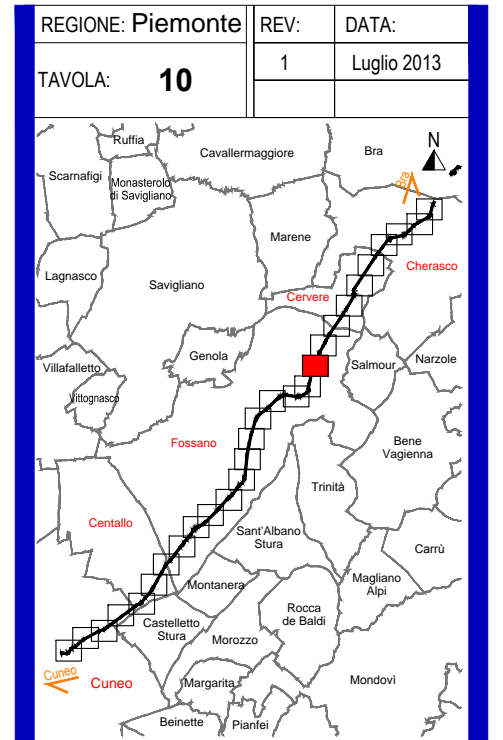 REGIONE: Piemonte
REV:
DATA:
TAVOLA: 10
1
Luglio 2013
Ruffia
Cavallermaggiore
Bra
N
Scarnafigi
Monasterolo
di Savigliano
Bra
Marene
Cherasco
Lagnasco
Savigliano
Cervere
Villafalletto
Genola
Salmour
Narzole
Vittognasco
Fossano
Bene
Vagienna
Trinità
Centallo
Sant'Albano
Stura
Carrù
Montanera
Magliano
Alpi
Rocca
de Baldi
Castelletto
Stura
Morozzo
Cuneo
Cuneo
Margarita
Mondovì
Beinette
Pianfei